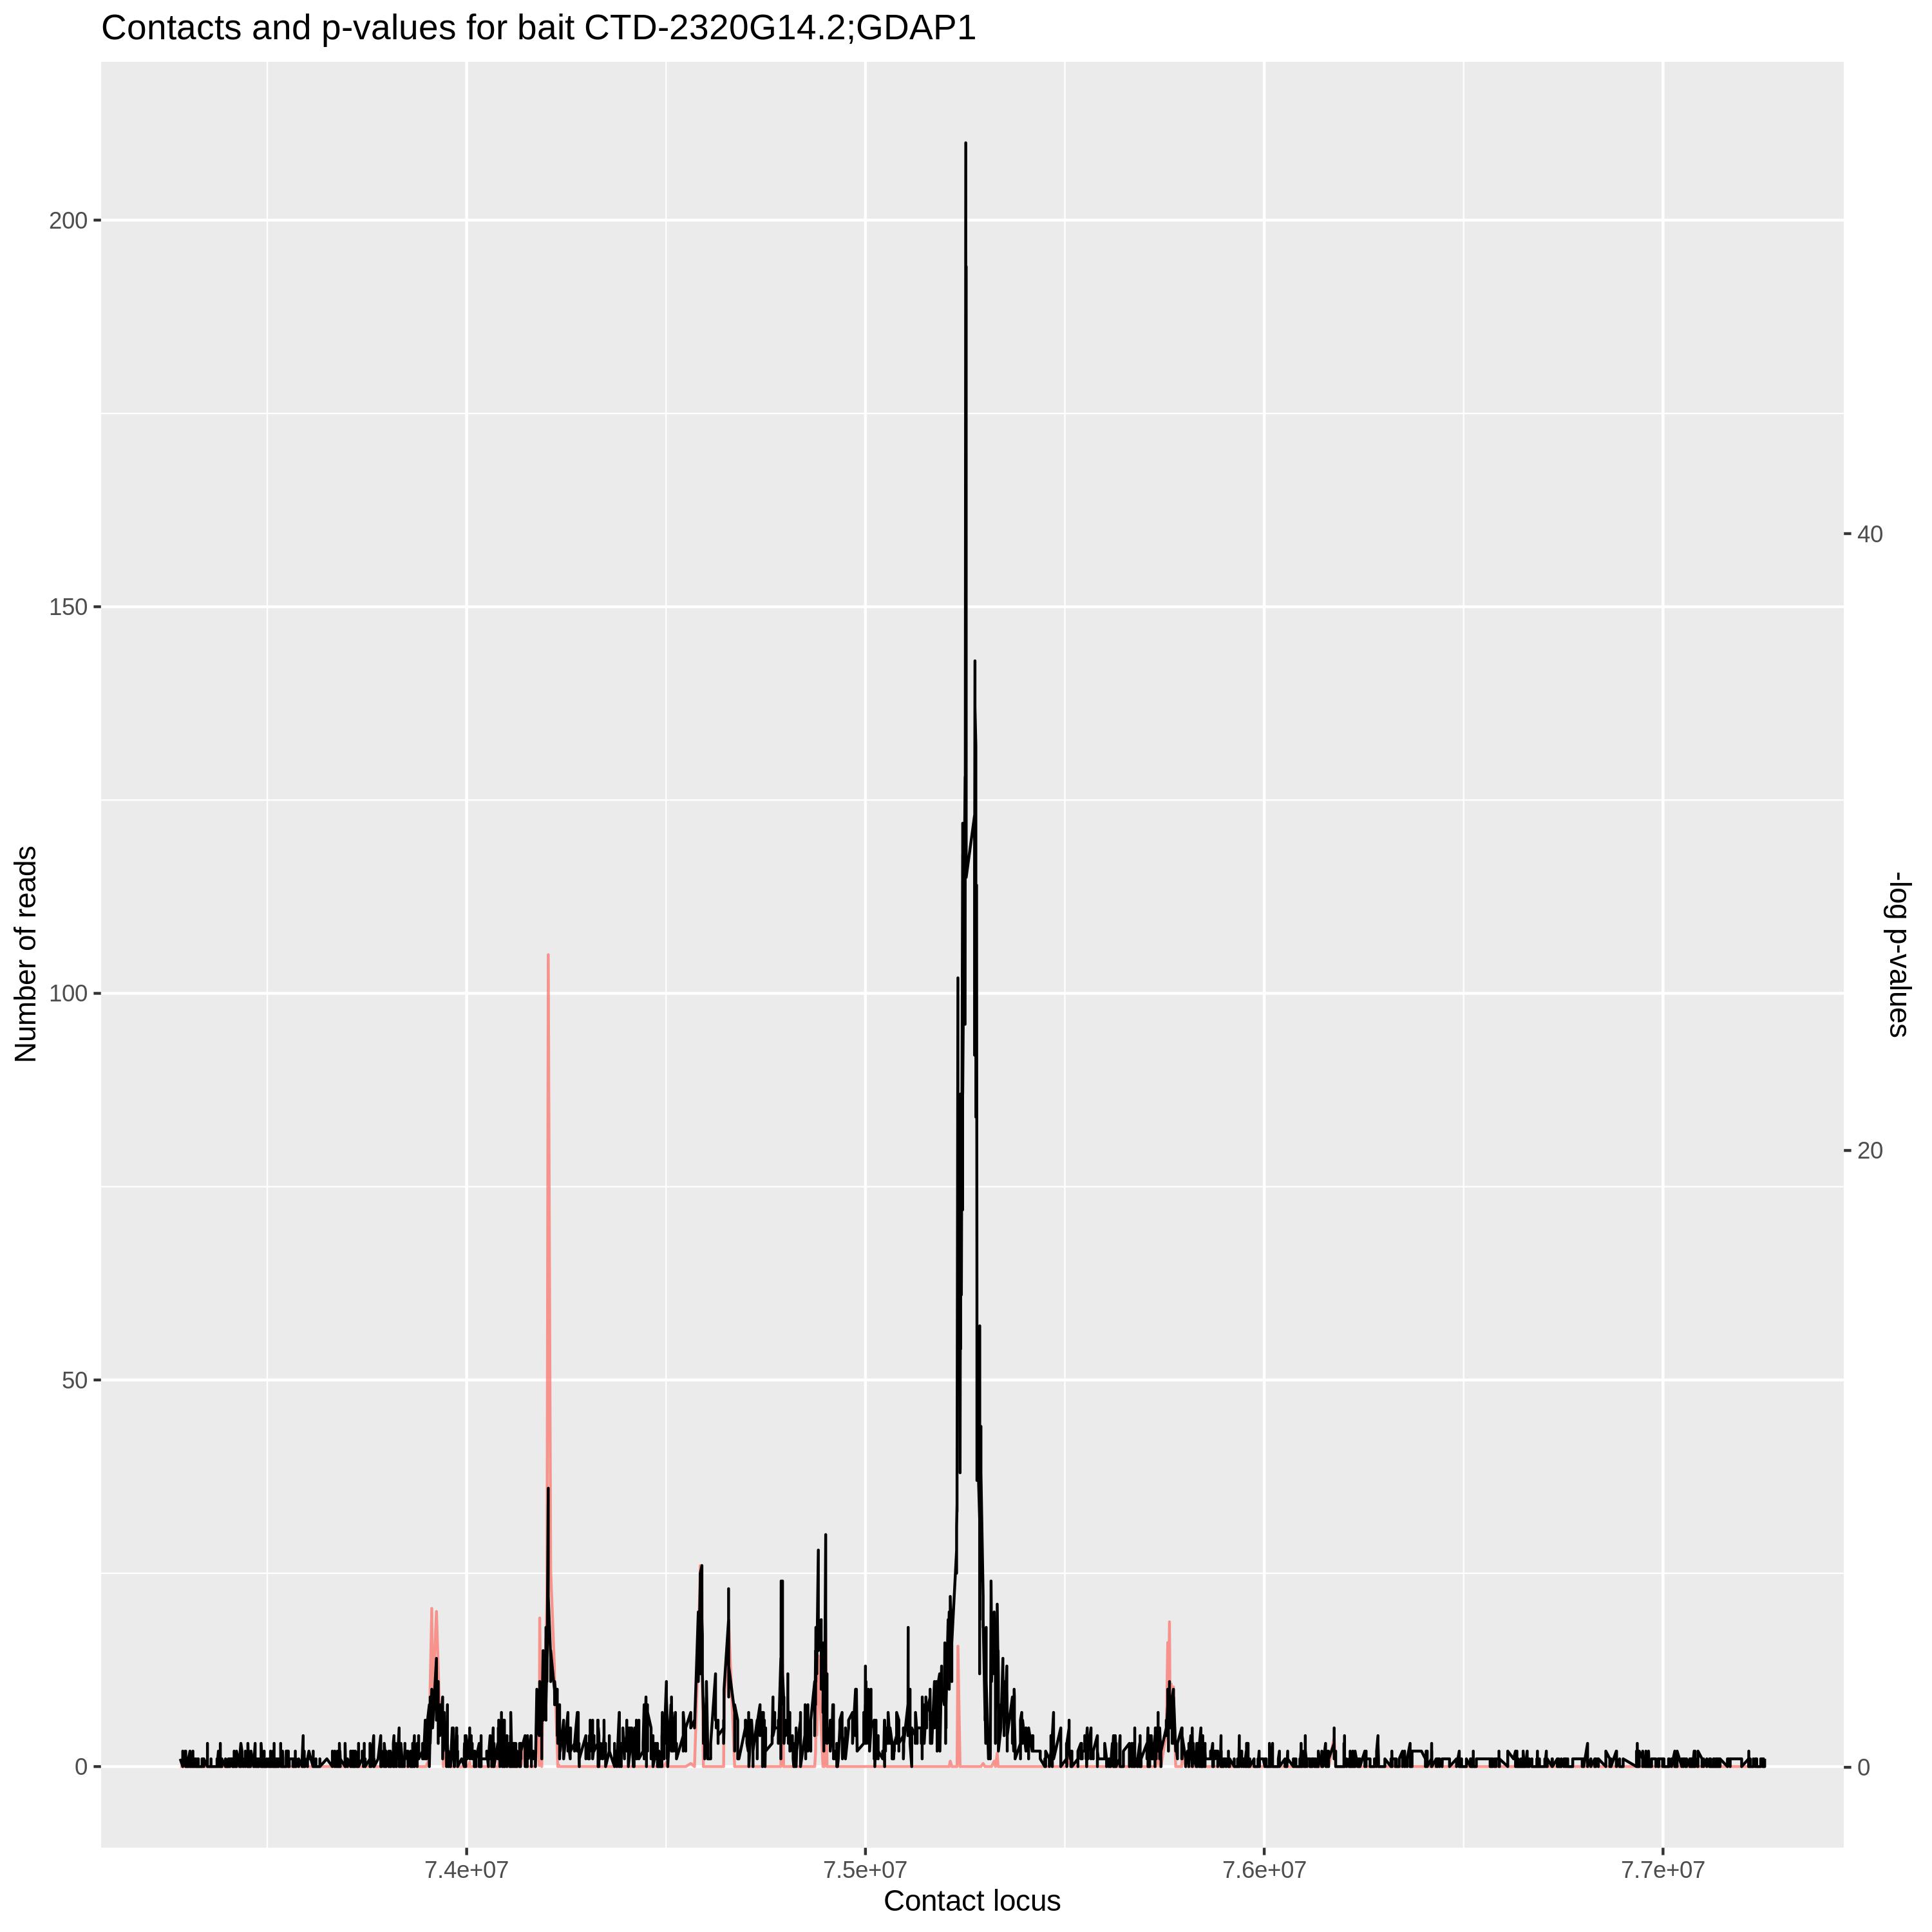 Contacts and p-values for bait CTD-2320G14.2;GDAP1
200
150
100
50
0
Number of reads
40
20
0
-log p-values
7.4e+07
7.5e+07
7.6e+07
7.7e+07
Contact locus